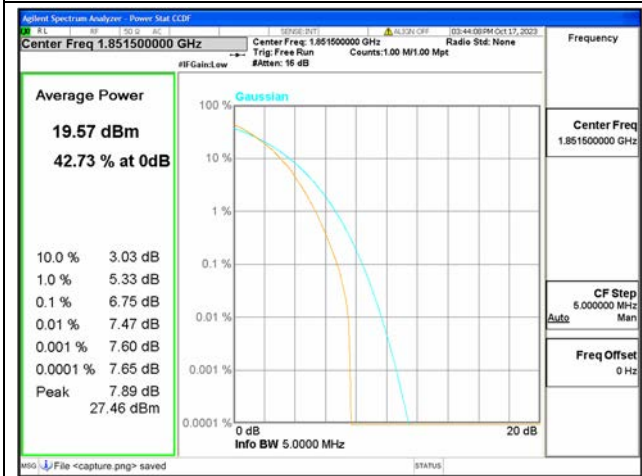 Agilent Spectrum Analyzer - Power Stat CCDF
RL RF 50 Ω AC SENSE:INT ALIGN OFF 03:44:08 PM Oct 17, 2023
Center Freq 1.851500000 GHz
Center Freq: 1.851500000 GHz Radio Std: None
Trig: Free Run Counts:1.00 M/1.00 Mpt
#IFGain:Low #Atten: 16 dB
Frequency
Average Power
19.57 dBm
42.73 % at 0dB
10.0 % 3.03 dB
1.0 % 5.33 dB
0.1 % 6.75 dB
0.01 % 7.47 dB
0.001 % 7.60 dB
0.0001 % 7.65 dB
Peak 7.89 dB
27.46 dBm
Gaussian
100 %
10 %
1 %
0.1 %
0.01 %
0.001 %
0.0001 %
0 dB 20 dB
Info BW 5.0000 MHz
Center Freq
1.851500000 GHz
CF Step
5.000000 MHz
Auto Man
Freq Offset
0 Hz
MSG File <capture.png> saved STATUS